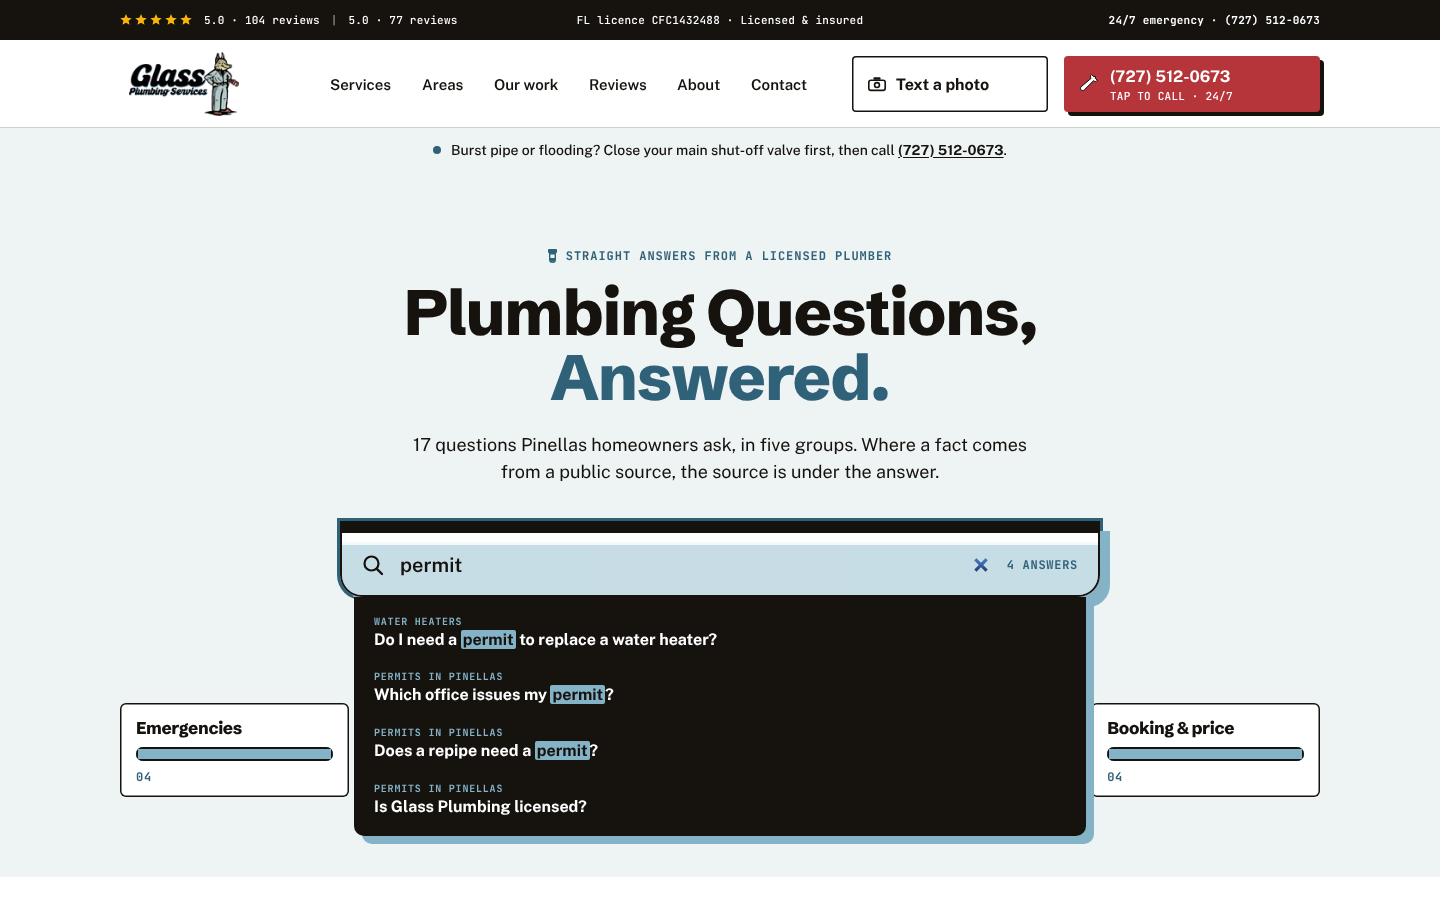 5.0 · 104 reviews | 5.0 · 77 reviews
FL licence CFC1432488 · Licensed & insured
24/7 emergency · (727) 512-0673
Glass
Plumbing Services
Services
Areas
Our work
Reviews
About
Contact
Text a photo
(727) 512-0673
TAP TO CALL · 24/7
Burst pipe or flooding? Close your main shut-off valve first, then call (727) 512-0673.
STRAIGHT ANSWERS FROM A LICENSED PLUMBER
Plumbing Questions,
Answered.
17 questions Pinellas homeowners ask, in five groups. Where a fact comes
from a public source, the source is under the answer.
permit
4 ANSWERS
WATER HEATERS
Do I need a permit to replace a water heater?
PERMITS IN PINELLAS
Which office issues my permit?
PERMITS IN PINELLAS
Does a repipe need a permit?
PERMITS IN PINELLAS
Is Glass Plumbing licensed?
Emergencies
04
Booking & price
04